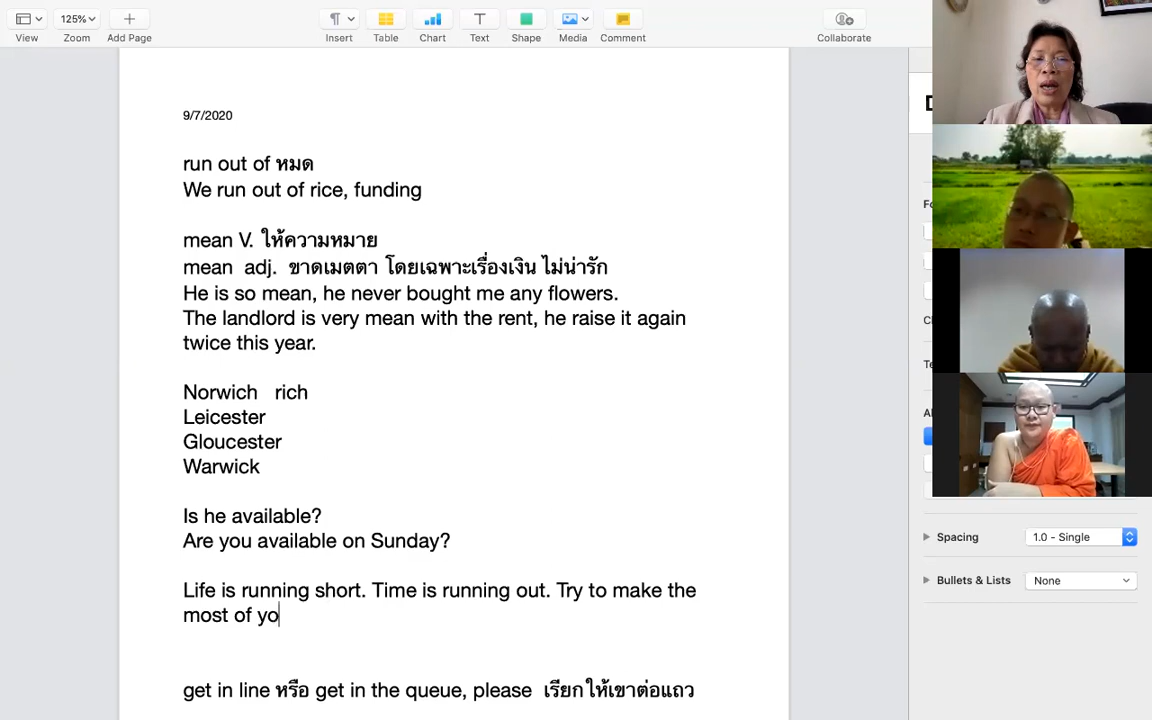 125%
View
Zoom
Add Page
Insert
Table
Chart
Text
Shape
Media
Comment
Collaborate
9/7/2020
run out of หมด
We run out of rice, funding
mean V. ให้ความหมาย
mean adj. ขาดเมตตา โดยเฉพาะเรื่องเงิน ไม่น่ารัก
He is so mean, he never bought me any flowers.
The landlord is very mean with the rent, he raise it again
twice this year.
Norwich rich
Leicester
Gloucester
Warwick
Is he available?
Are you available on Sunday?
Life is running short. Time is running out. Try to make the
most of yo
get in line หรือ get in the queue, please เรียกให้เขาต่อแถว
Spacing
1.0 - Single
Bullets & Lists
None